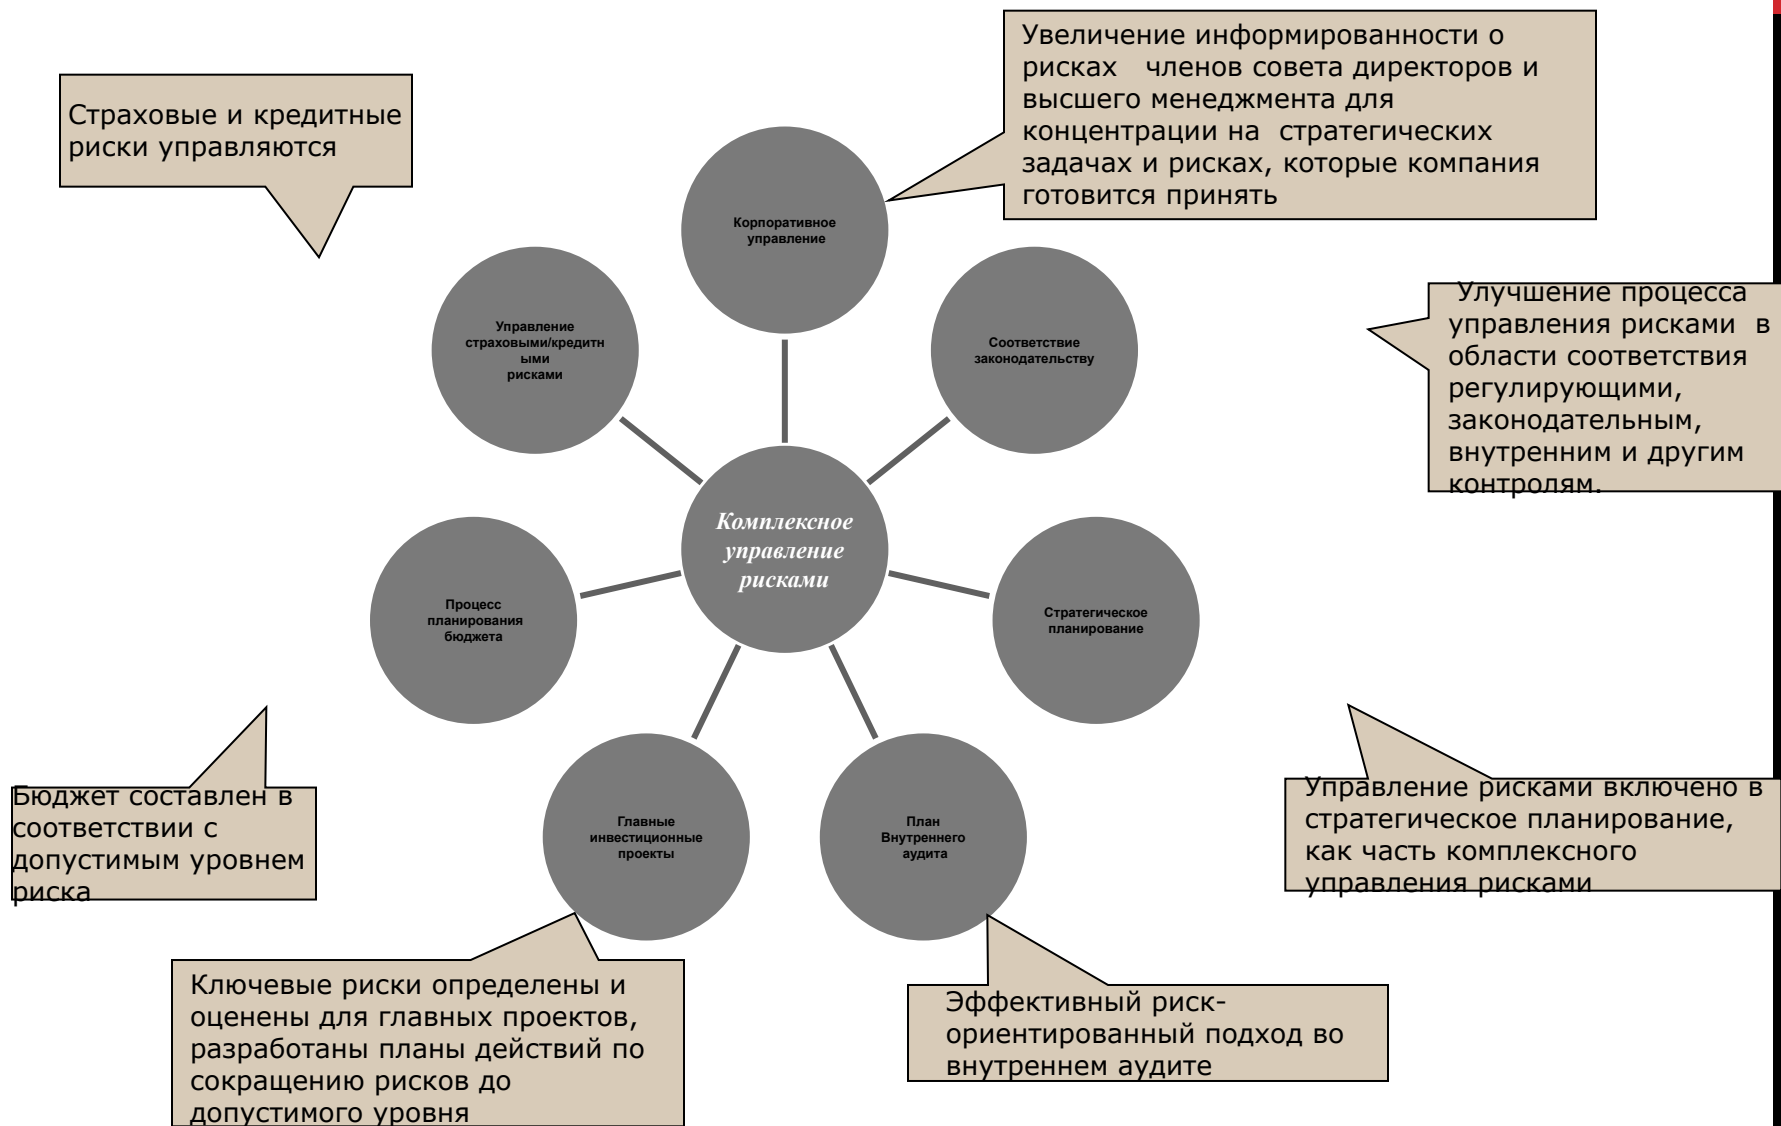 Увеличение информированности о
рисках членов совета директоров и
высшего менеджмента для
концентрации на стратегических
задачах и рисках, которые компания
готовится принять
Страховые и кредитные
риски управляются
Корпоративное
управление
Улучшение процесса
управления рисками в
области соответствия
регулирующими,
законодательным,
внутренним и другим
контролям.
Управление
страховыми/кредитн
ыми
рисками
Соответствие
законодательству
Комплексное
управление
рисками
Процесс
планирования
бюджета
Стратегическое
планирование
Бюджет составлен в
соответствии с
допустимым уровнем
риска
Главные
инвестиционные
проекты
План
Внутреннего
аудита
Управление рисками включено в
стратегическое планирование,
как часть комплексного
управления рисками
Ключевые риски определены и
оценены для главных проектов,
разработаны планы действий по
сокращению рисков до
допустимого уровня
Эффективный риск-
ориентированный подход во
внутреннем аудите